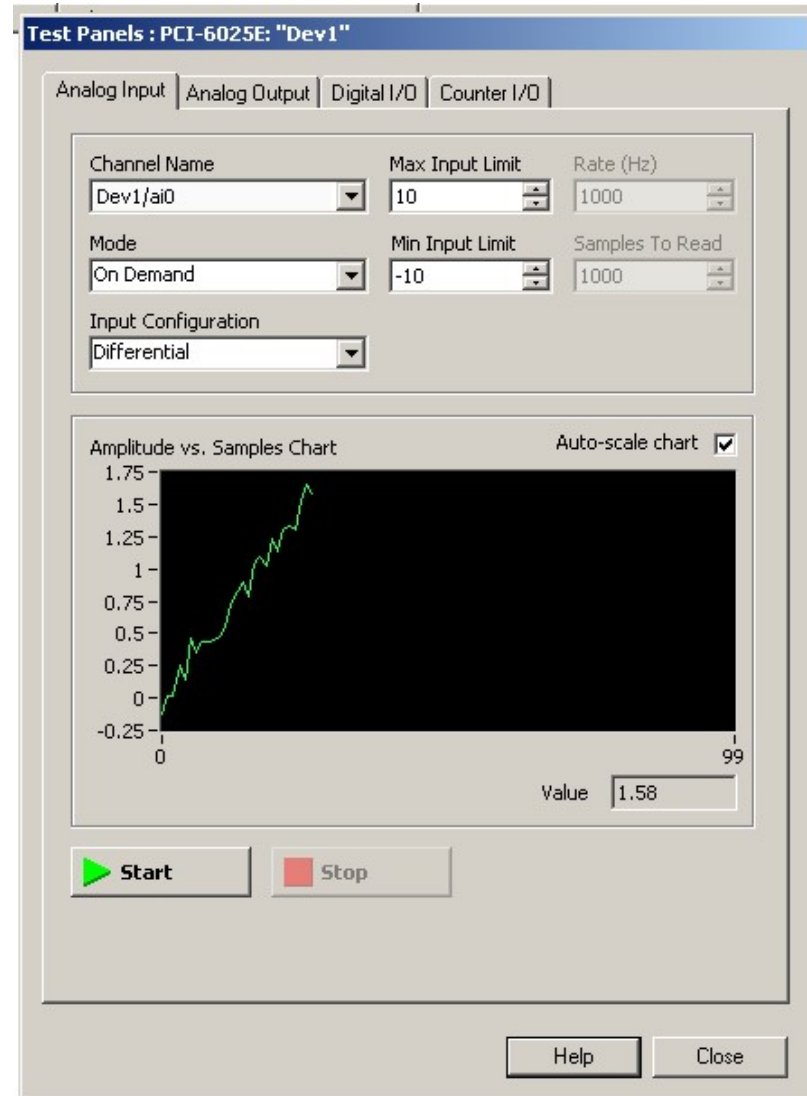 Test Panels : PCI-6025E: "Dev1"
Analog Input Analog Output Digital I/O Counter I/O
Channel Name Max Input Limit Rate (Hz)
Dev1/ai0 10 1000
Mode Min Input Limit Samples To Read
On Demand -10 1000
Input Configuration
Differential
Amplitude vs. Samples Chart Auto-scale chart
1.75
1.5
1.25
1
0.75
0.5
0.25
0
-0.25
0 99
Value 1.58
Start Stop
Help Close